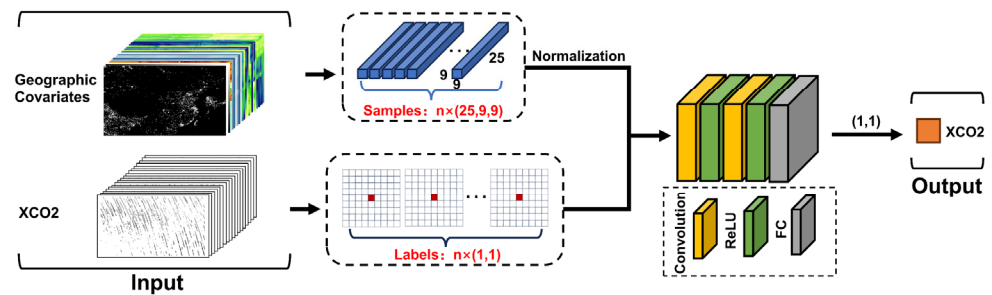 Geographic
Covariates
XCO2
Input
9
9
25
Samples: n×(25,9,9)
Normalization
Labels: n×(1,1)
Convolution
ReLU
FC
(1,1)
XCO2
Output